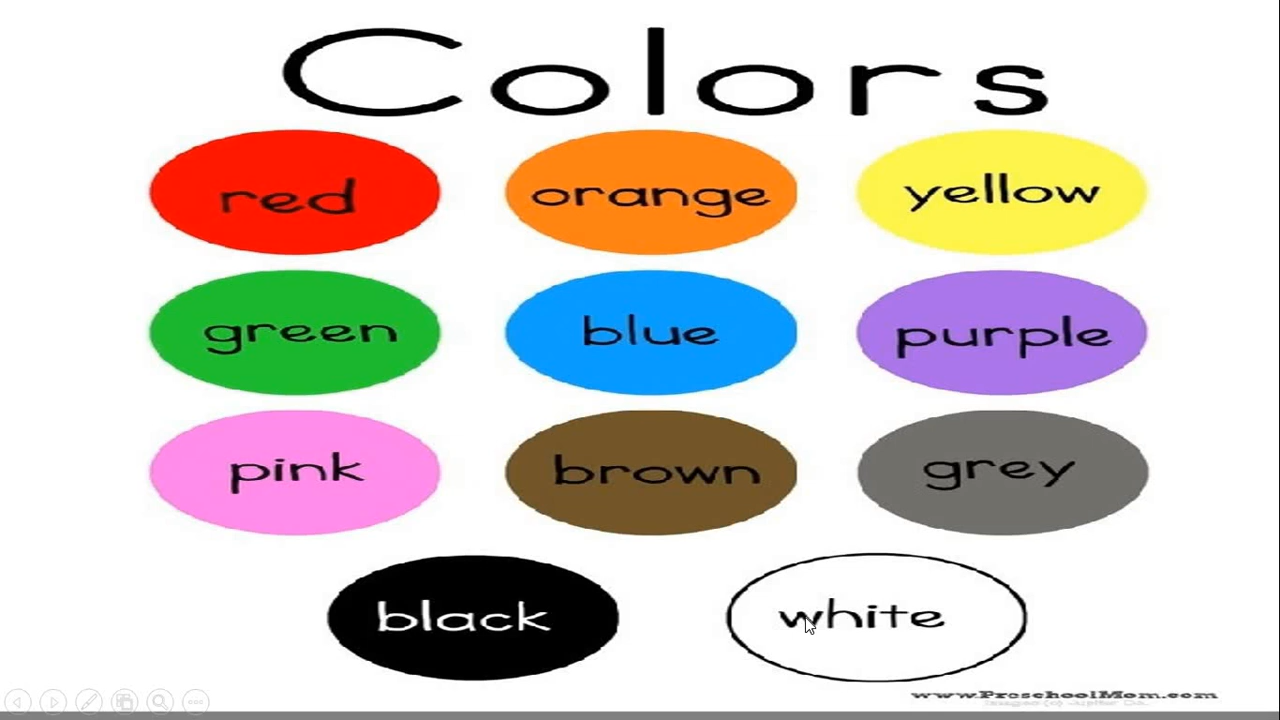 Colors
red orange yellow
green blue purple
pink brown grey
black white
www.PreschoolMom.com